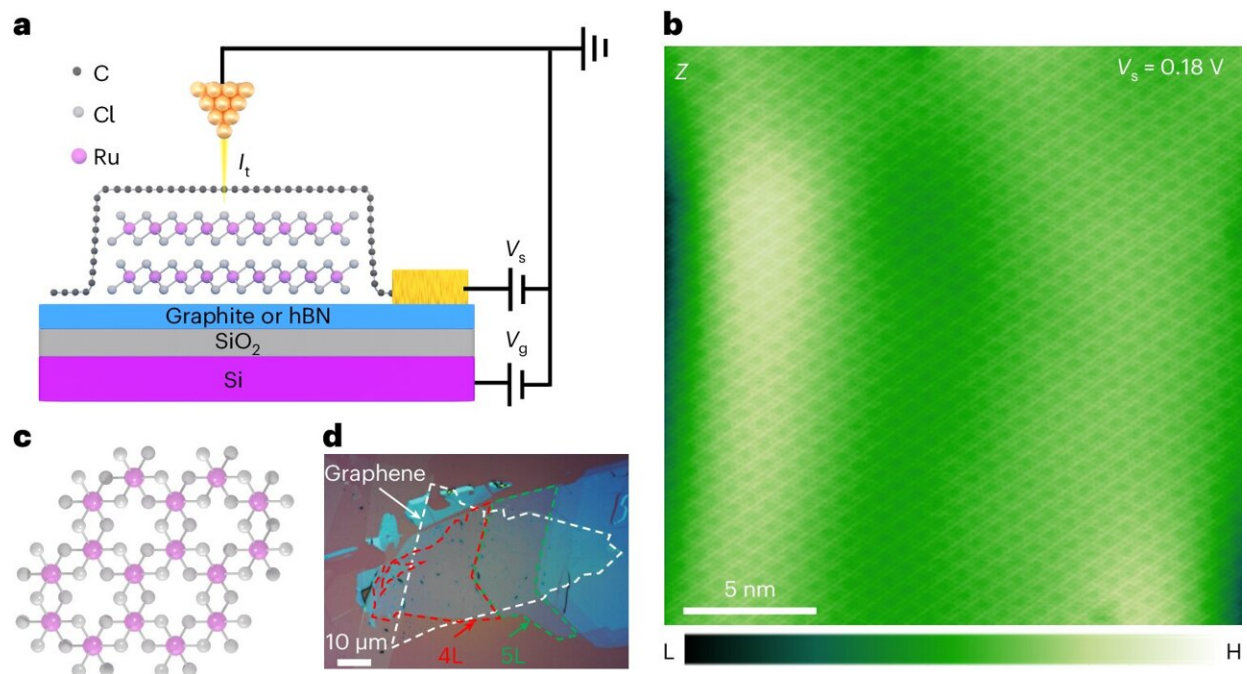 a
C
Cl
Ru
I_t
V_s
Graphite or hBN
SiO₂
V_g
Si
b
Z
V_s = 0.18 V
5 nm
L
H
c
d
Graphene
10 µm
4L
5L